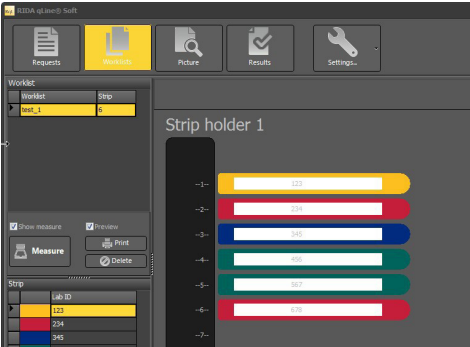 RIDA qLine® Soft
Requests
Worklists
Picture
Results
Settings...
Worklist
Worklist Strip
test_1 6
Show measure Preview
Measure
Print
Delete
Strip
Lab ID
123
234
345
Strip holder 1
--1-- 123
--2-- 234
--3-- 345
--4-- 456
--5-- 567
--6-- 678
--7--